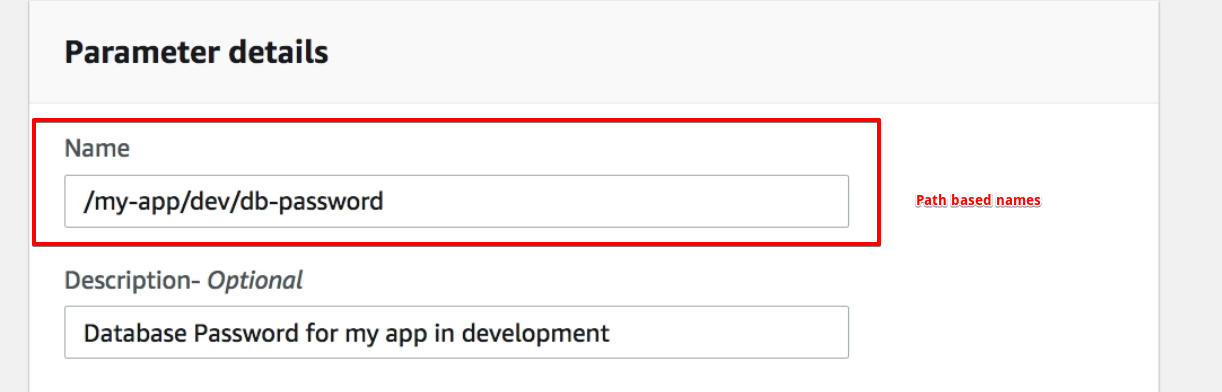 Parameter details
Name
/my-app/dev/db-password
Path based names
Description- Optional
Database Password for my app in development